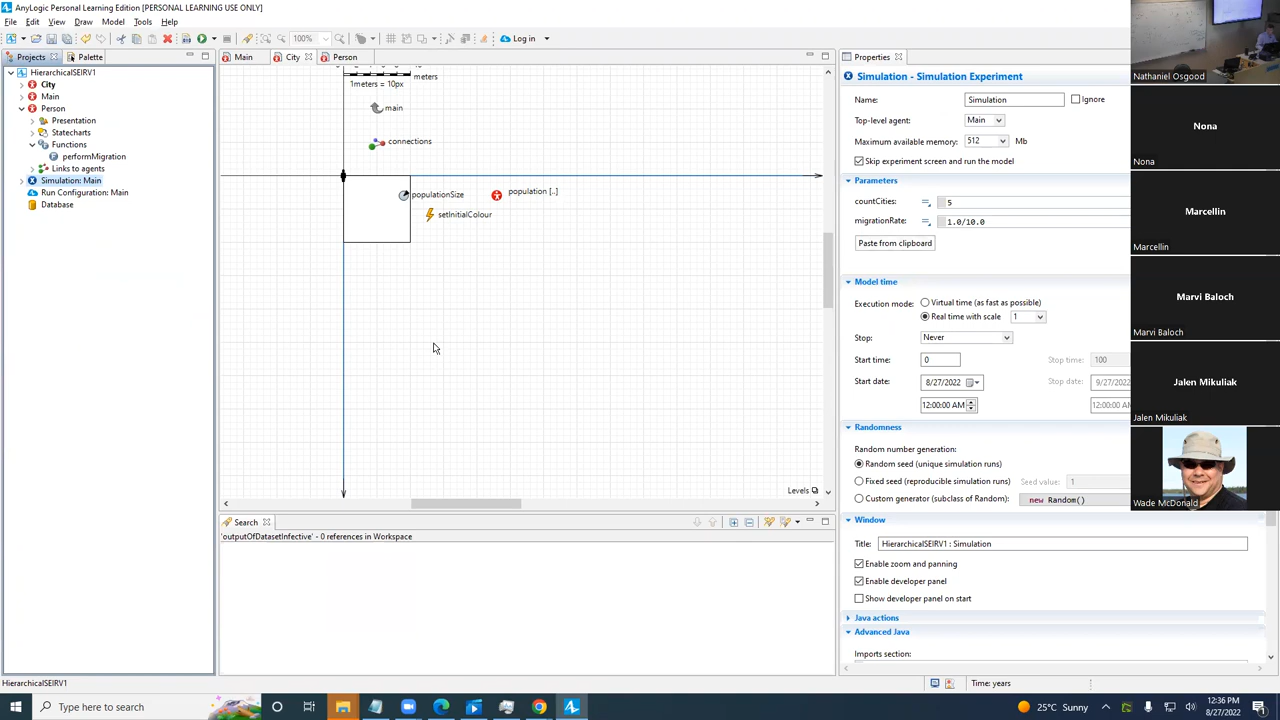 AnyLogic Personal Learning Edition [PERSONAL LEARNING USE ONLY]
File Edit View Draw Model Tools Help
100% Log in
Projects Palette
HierarchicalSEIRV1
City
Main
Person
Presentation
Statecharts
Functions
performMigration
Links to agents
Simulation: Main
Run Configuration: Main
Database
Main City Person
meters
1meters = 10px
main
connections
populationSize
population [..]
setInitialColour
Levels
Search
'outputOfDatasetInfective' - 0 references in Workspace
Properties
Simulation - Simulation Experiment
Name: Simulation Ignore
Top-level agent: Main
Maximum available memory: 512 Mb
Skip experiment screen and run the model
Parameters
countCities 5
migrationRate: 1.0/10.0
Paste from clipboard
Model time
Execution mode: Virtual time (as fast as possible)
Real time with scale 1
Stop: Never
Start time: 0 Stop time: 100
Start date: 8/27/2022 Stop date: 9/27/2022
12:00:00 AM 12:00:00 AM
Randomness
Random number generation:
Random seed (unique simulation runs)
Fixed seed (reproducible simulation runs) Seed value: 1
Custom generator (subclass of Random): new Random()
Window
Title: HierarchicalSEIRV1 : Simulation
Enable zoom and panning
Enable developer panel
Show developer panel on start
Java actions
Advanced Java
Imports section:
Nathaniel Osgood
Nona
Nona
Marcellin
Marcellin
Marvi Baloch
Marvi Baloch
Jalen Mikuliak
Jalen Mikuliak
Wade McDonald
HierarchicalSEIRV1
Time: years
Type here to search
25°C Sunny
12:36 PM
8/27/2022